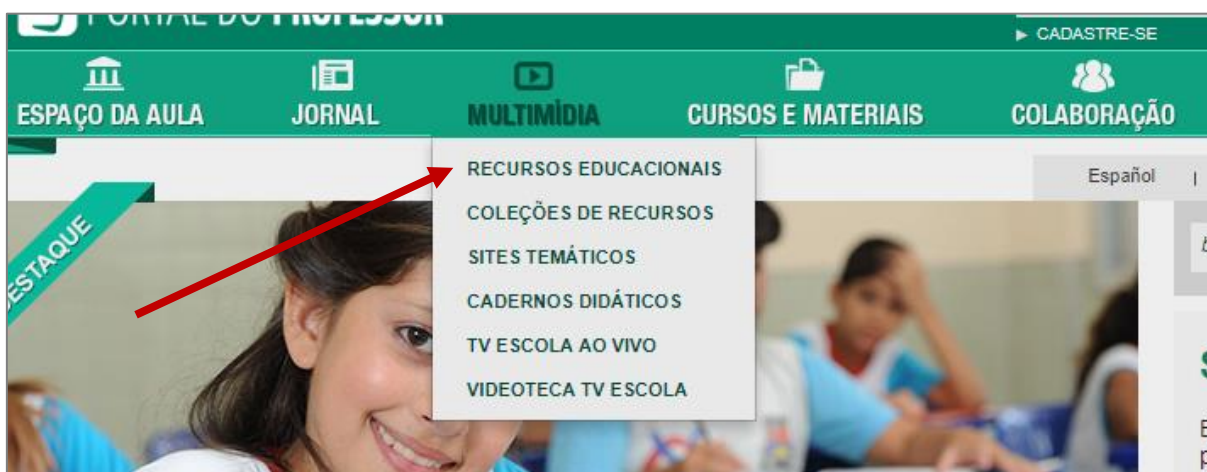 PORTAL DO PROFESSOR
CADASTRE-SE
ESPAÇO DA AULA
JORNAL
MULTIMÍDIA
CURSOS E MATERIAIS
COLABORAÇÃO
RECURSOS EDUCACIONAIS
COLEÇÕES DE RECURSOS
SITES TEMÁTICOS
CADERNOS DIDÁTICOS
TV ESCOLA AO VIVO
VIDEOTECA TV ESCOLA
Español |
DESTAQUE